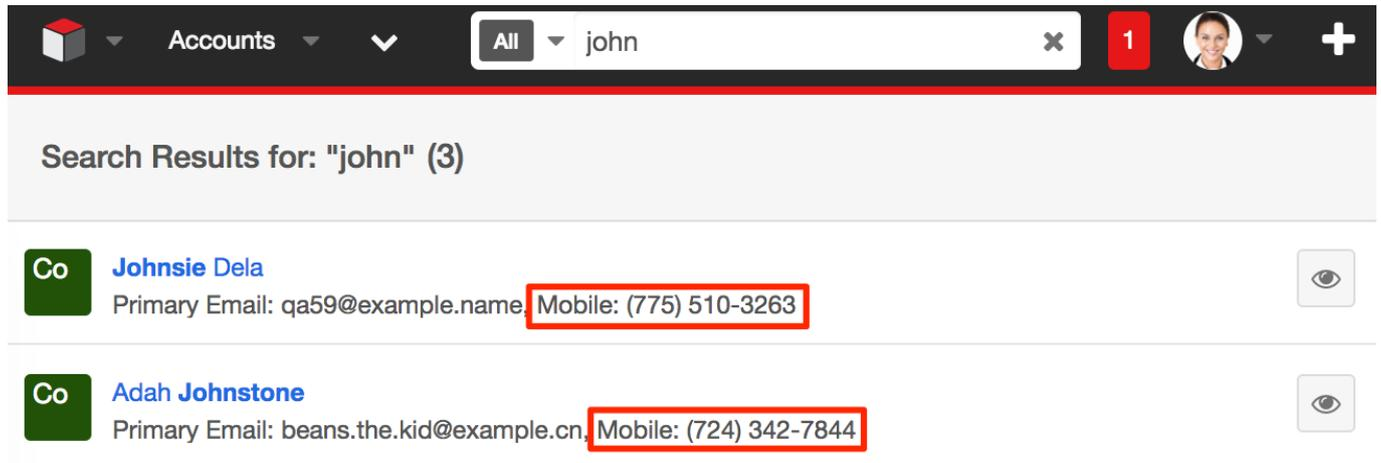 Accounts
All
john
1
Search Results for: "john" (3)
Co
Johnsie Dela
Primary Email: qa59@example.name, Mobile: (775) 510-3263
Co
Adah Johnstone
Primary Email: beans.the.kid@example.cn, Mobile: (724) 342-7844